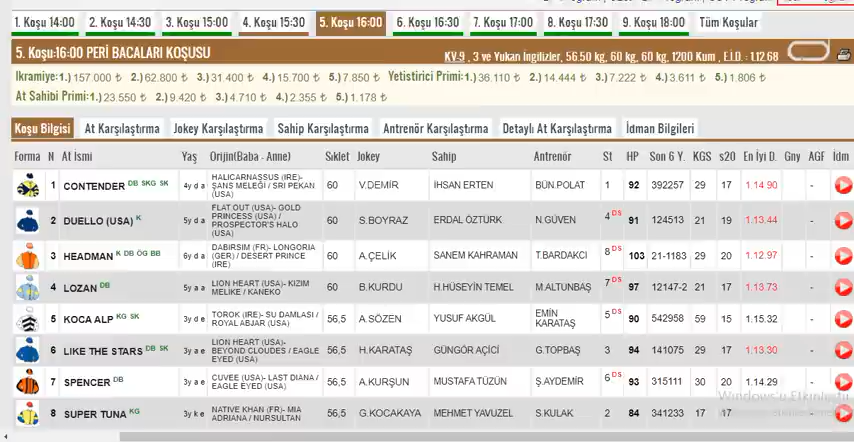 1. Koşu 14:00 2. Koşu 14:30 3. Koşu 15:00 4. Koşu 15:30 5. Koşu 16:00 6. Koşu 16:30 7. Koşu 17:00 8. Koşu 17:30 9. Koşu 18:00 Tüm Koşular
5. Koşu:16:00 PERİ BACALARI KOŞUSU
KV-9 , 3 ve Yukarı İngilizler, 56.50 kg, 60 kg, 60 kg, 1200 Kum , E.İ.D. : 1.12.68
İkramiye:1.) 157.000 ₺ 2.) 62.800 ₺ 3.) 31.400 ₺ 4.) 15.700 ₺ 5.) 7.850 ₺ Yetiştirici Primi:1.) 36.110 ₺ 2.) 14.444 ₺ 3.) 7.222 ₺ 4.) 3.611 ₺ 5.) 1.806 ₺
At Sahibi Primi:1.) 23.550 ₺ 2.) 9.420 ₺ 3.) 4.710 ₺ 4.) 2.355 ₺ 5.) 1.178 ₺
Koşu Bilgisi At Karşılaştırma Jokey Karşılaştırma Sahip Karşılaştırma Antrenör Karşılaştırma Detaylı At Karşılaştırma İdman Bilgileri
Forma N At İsmi Yaş Orijin(Baba - Anne) Sıklet Jokey Sahip Antrenör St HP Son 6 Y. KGS s20 En İyi D. Gny AGF İdm
1 CONTENDER DB SKG SK 4y d a HALICARNASSUS (IRE)- ŞANS MELEĞİ / SRI PEKAN (USA) 60 V.DEMİR İHSAN ERTEN BÜN.POLAT 1 92 392257 29 17 1.14.90 -
2 DUELLO (USA) K 5y d a FLAT OUT (USA)- GOLD PRINCESS (USA) / PROSPECTOR'S HALO (USA) 60 S.BOYRAZ ERDAL ÖZTÜRK N.GÜVEN 4 DS 91 124513 21 19 1.13.44 -
3 HEADMAN K DB ÖG BB 6y d a DABIRSIM (FR)- LONGORIA (GER) / DESERT PRINCE (IRE) 60 A.ÇELİK SANEM KAHRAMAN T.BARDAKCI 8 DS 103 21-1183 29 20 1.12.97 -
4 LOZAN DB 5y a a LION HEART (USA)- KIZIM MELIKE / KANEKO 60 B.KURDU H.HÜSEYİN TEMEL M.ALTUNBAŞ 7 DS 97 12147-2 21 17 1.13.73 -
5 KOCA ALP KG SK 3y d e TOROK (IRE)- SU DAMLASI / ROYAL ABJAR (USA) 56,5 A.SÖZEN YUSUF AKGÜL EMİN KARATAŞ 5 DS 90 542958 59 15 1.15.32 -
6 LIKE THE STARS DB SK 3y a e LION HEART (USA)- BEYOND CLOUDES / EAGLE EYED (USA) 56,5 H.KARATAŞ GÜNGÖR AÇİCİ G.TOPBAŞ 3 94 141075 29 17 1.13.30 -
7 SPENCER DB 3y a e CUVEE (USA)- LAST DIANA / EAGLE EYED (USA) 56,5 A.KURŞUN MUSTAFA TÜZÜN Ş.AYDEMİR 6 DS 93 315111 30 20 1.14.29 -
8 SUPER TUNA KG 3y k e NATIVE KHAN (FR)- MIA ADRIANA / NURSULTAN 56,5 G.KOCAKAYA MEHMET YAVUZEL S.KULAK 2 84 341233 17 17 -